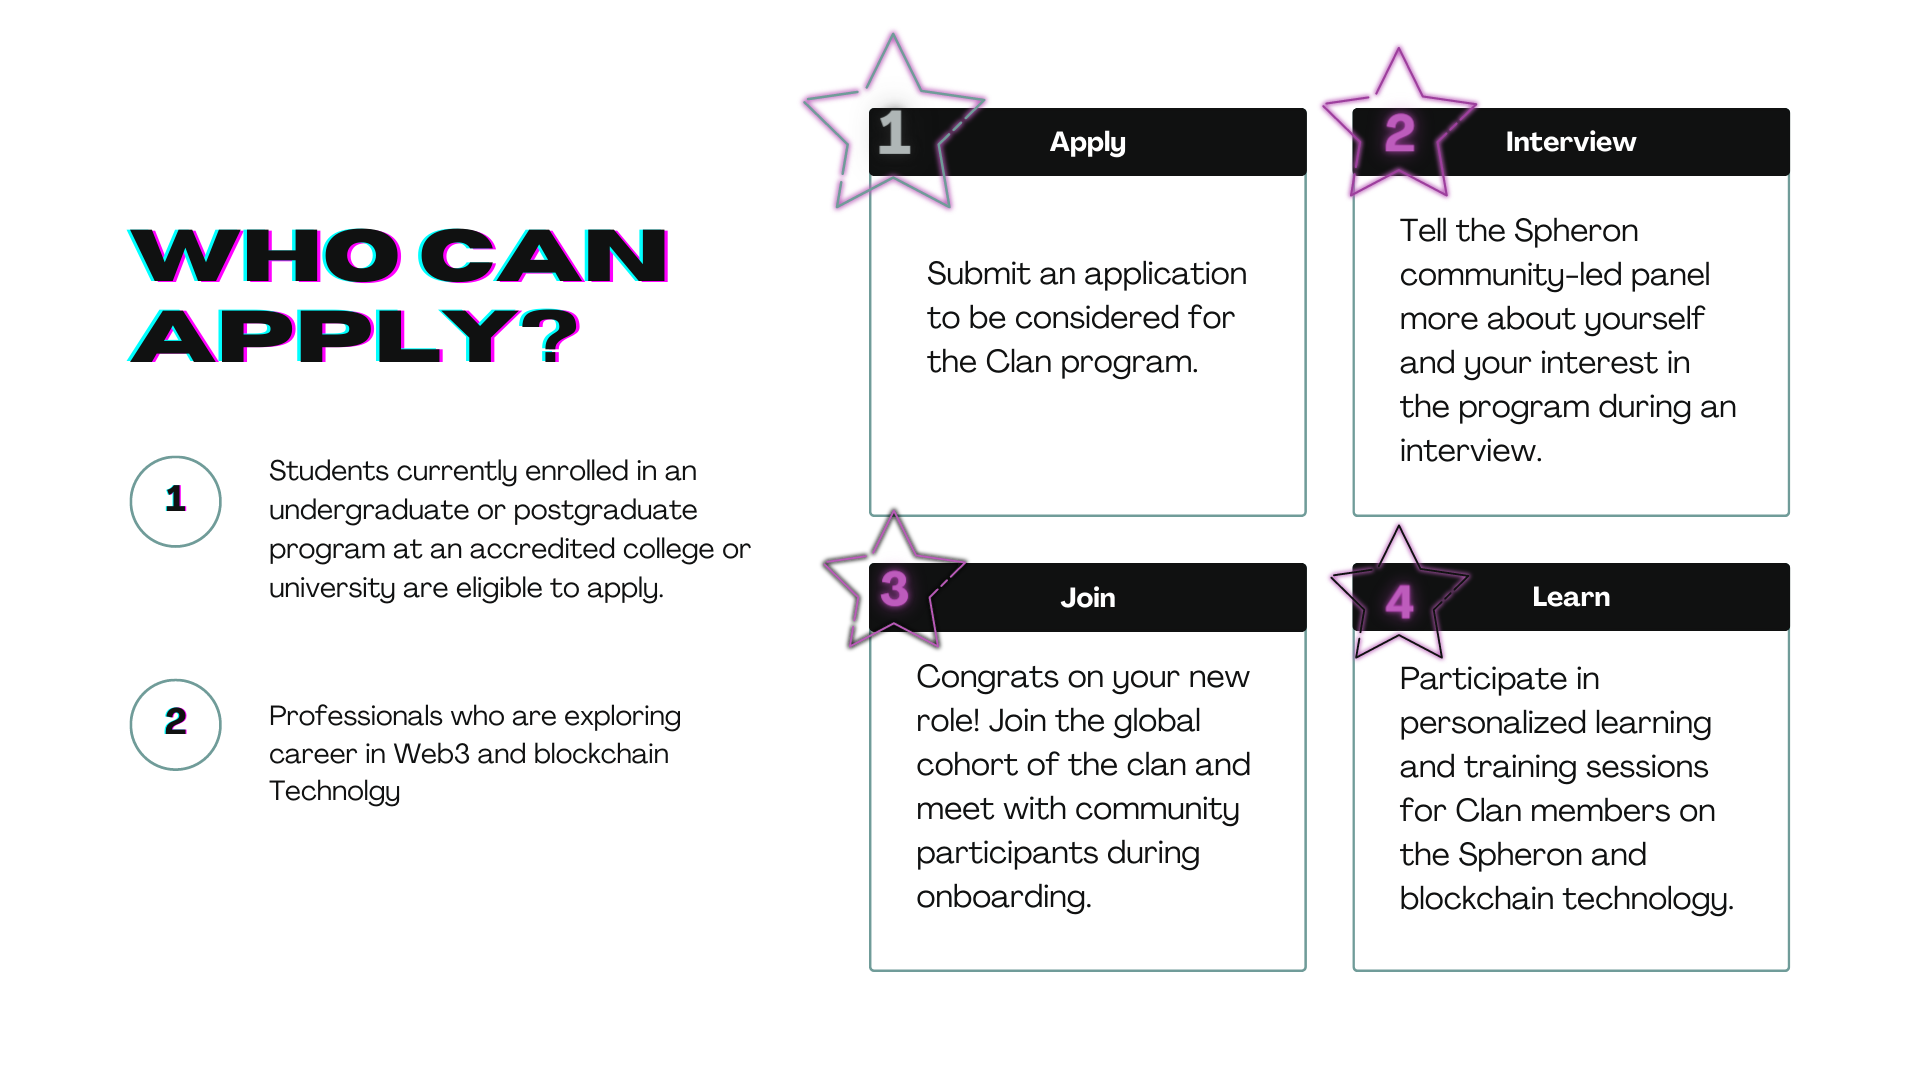 WHO CAN
APPLY?
1
Students currently enrolled in an
undergraduate or postgraduate
program at an accredited college or
university are eligible to apply.
2
Professionals who are exploring
career in Web3 and blockchain
Technolgy
1
Apply
Submit an application
to be considered for
the Clan program.
2
Interview
Tell the Spheron
community-led panel
more about yourself
and your interest in
the program during an
interview.
3
Join
Congrats on your new
role! Join the global
cohort of the clan and
meet with community
participants during
onboarding.
4
Learn
Participate in
personalized learning
and training sessions
for Clan members on
the Spheron and
blockchain technology.